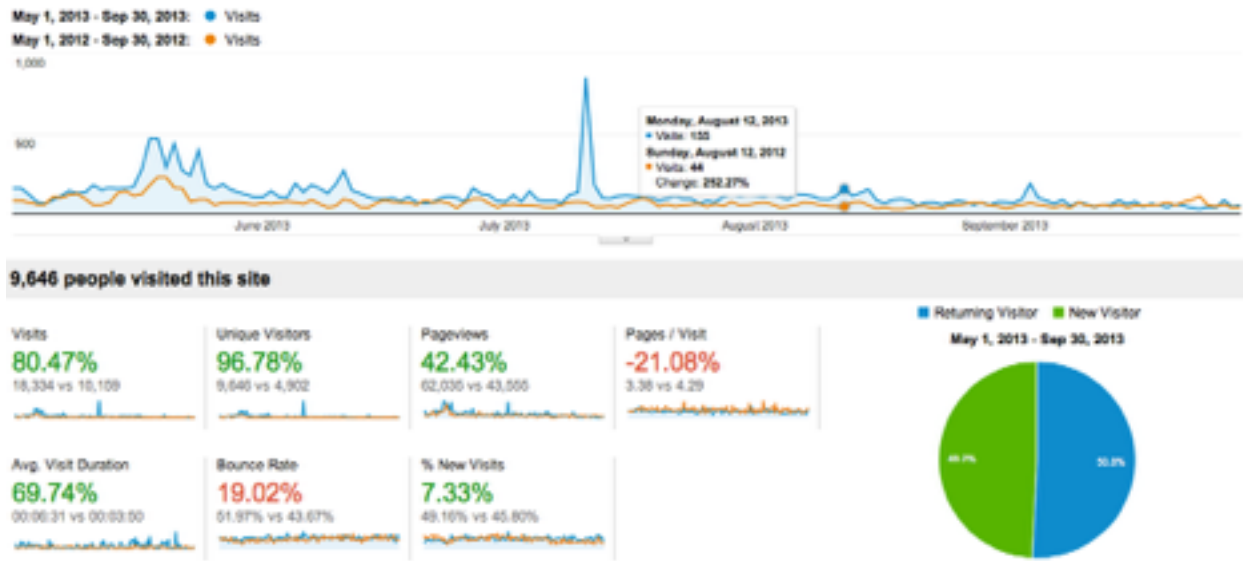 May 1, 2013 - Sep 30, 2013: Visits
May 1, 2012 - Sep 30, 2012: Visits
1,000
500
Monday, August 12, 2013
Visits: 155
Sunday, August 12, 2012
Visits: 44
Change: 252.27%
June 2013 July 2013 August 2013 September 2013
9,646 people visited this site
Returning Visitor New Visitor
May 1, 2013 - Sep 30, 2013
Visits Unique Visitors Pageviews Pages / Visit
80.47% 96.78% 42.43% -21.08%
18,334 vs 10,159 9,646 vs 4,902 62,035 vs 43,555 3.38 vs 4.29
Avg. Visit Duration Bounce Rate % New Visits
69.74% 19.02% 7.33%
00:06:31 vs 00:03:50 51.97% vs 43.67% 49.16% vs 45.80%